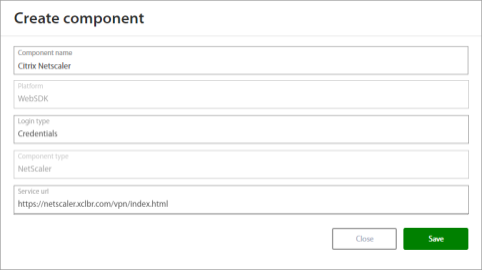 Create component
Component name
Citrix Netscaler
Platform
WebSDK
Login type
Credentials
Component type
NetScaler
Service url
https://netscaler.xclbr.com/vpn/index.html
Close
Save